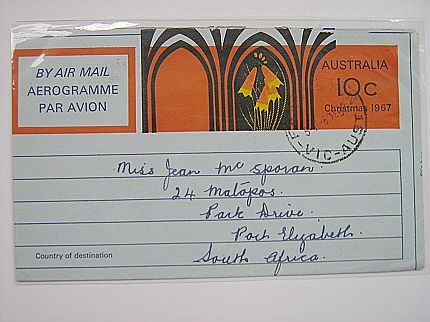 BY AIR MAIL
AEROGRAMME
PAR AVION
AUSTRALIA
10c
Christmas 1967
-VIC-AUST
Miss Jean Mc Sporan
24 Matopos
Park Drive.
Port Elizabeth.
South Africa.
Country of destination